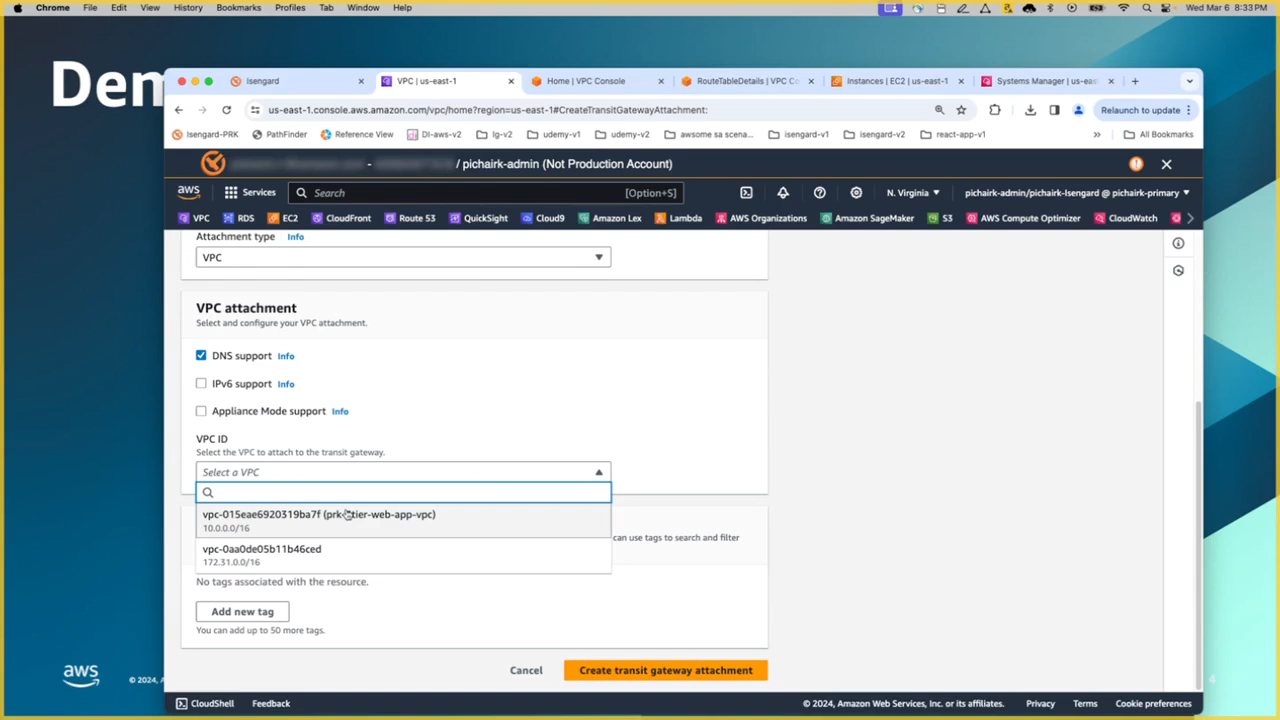 Chrome File Edit View History Bookmarks Profiles Tab Window Help Wed Mar 6 8:33 PM
Dem
Isengard VPC | us-east-1 Home | VPC Console RouteTableDetails | VPC Co Instances | EC2 | us-east-1 Systems Manager | us-eas
us-east-1.console.aws.amazon.com/vpc/home?region=us-east-1#CreateTransitGatewayAttachment: Relaunch to update
Isengard-PRK PathFinder Reference View DI-aws-v2 lg-v2 udemy-v1 udemy-v2 awsome sa scena... isengard-v1 isengard-v2 react-app-v1 » All Bookmarks
- / pichairk-admin (Not Production Account)
aws Services Search [Option+S] N. Virginia pichairk-admin/pichairk-Isengard @ pichairk-primary
VPC RDS EC2 CloudFront Route 53 QuickSight Cloud9 Amazon Lex Lambda AWS Organizations Amazon SageMaker S3 AWS Compute Optimizer CloudWatch
Attachment type Info
VPC
VPC attachment
Select and configure your VPC attachment.
DNS support Info
IPv6 support Info
Appliance Mode support Info
VPC ID
Select the VPC to attach to the transit gateway.
Select a VPC
vpc-015eae6920319ba7f (prk- tier-web-app-vpc)
10.0.0.0/16
can use tags to search and filter
vpc-0aa0de05b11b46ced
172.31.0.0/16
No tags associated with the resource.
Add new tag
You can add up to 50 more tags.
Cancel Create transit gateway attachment
aws © 2024, Amaz 4
CloudShell Feedback © 2024, Amazon Web Services, Inc. or its affiliates. Privacy Terms Cookie preferences